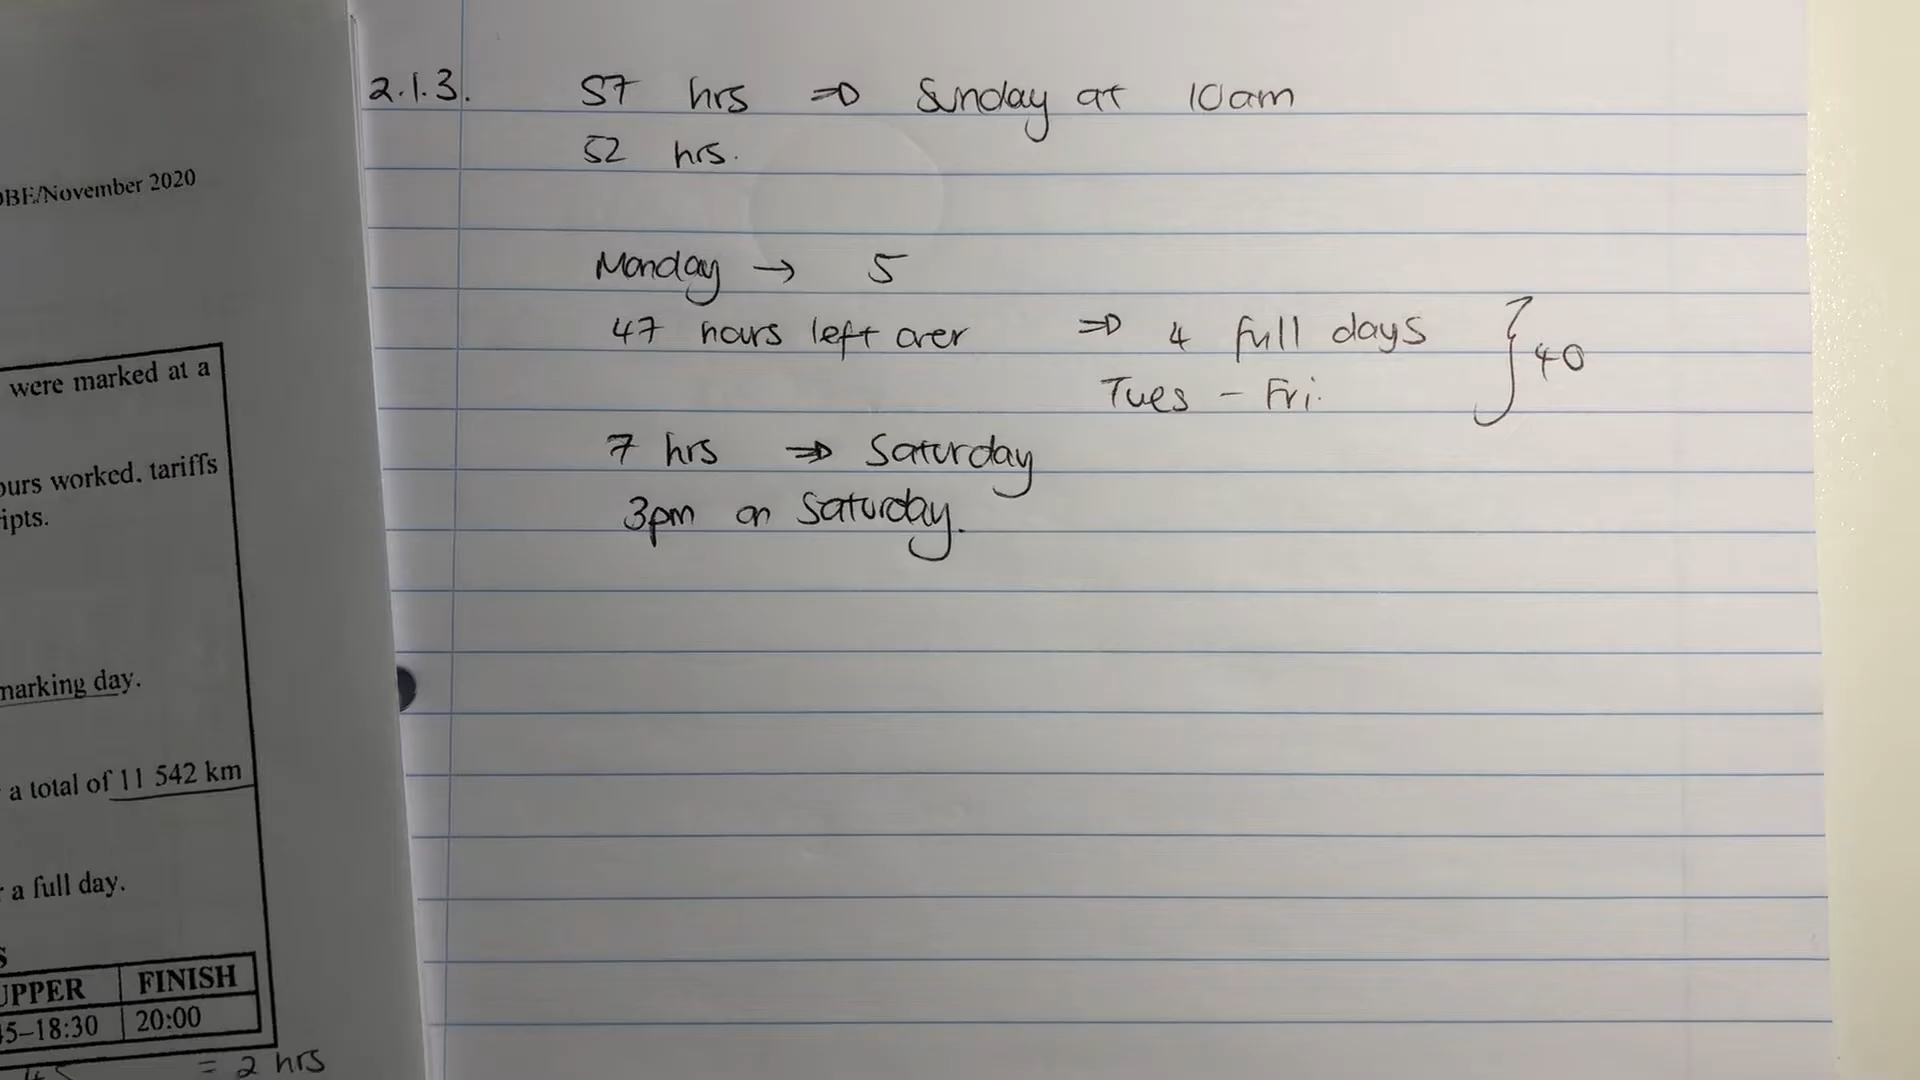 DBE/November 2020
were marked at a
ours worked. tariffs
ipts.
marking day.
a total of 11 542 km
a full day.
S
UPPER FINISH
45–18:30 20:00
= 2 hrs
2.1.3. 57 hrs ⇒ Sunday at 10am
52 hrs.
Monday → 5
47 hours left over ⇒ 4 full days } 40
Tues – Fri.
7 hrs ⇒ Saturday
3pm on Saturday.